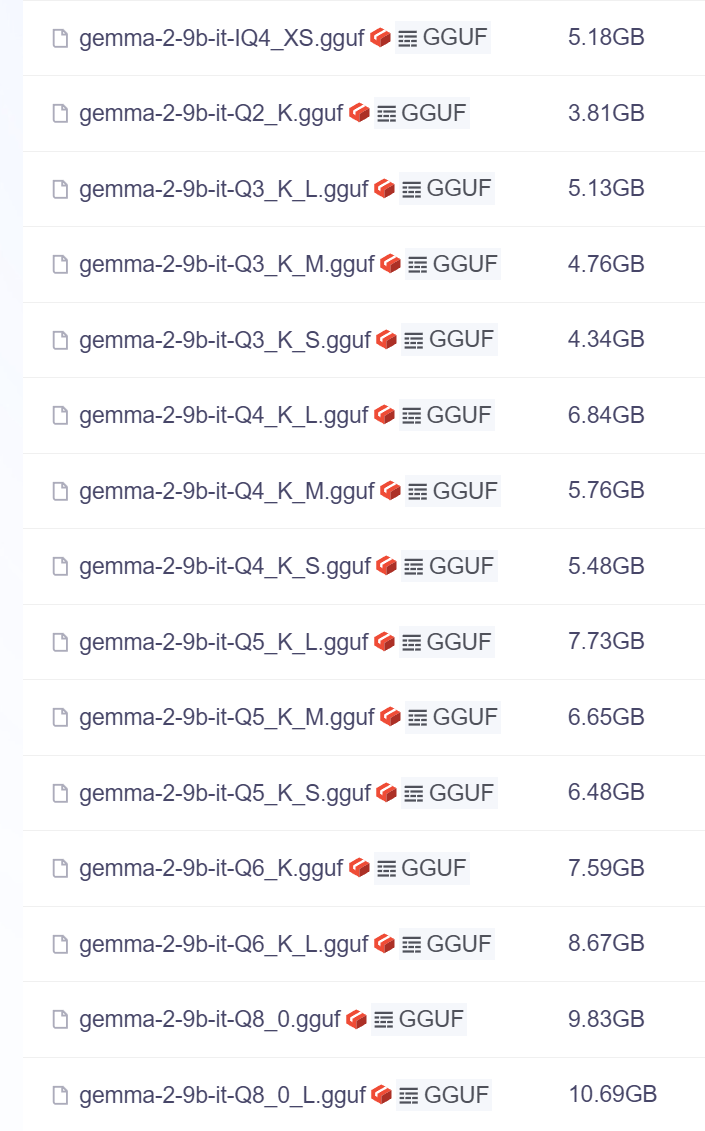 gemma-2-9b-it-IQ4_XS.gguf GGUF 5.18GB
gemma-2-9b-it-Q2_K.gguf GGUF 3.81GB
gemma-2-9b-it-Q3_K_L.gguf GGUF 5.13GB
gemma-2-9b-it-Q3_K_M.gguf GGUF 4.76GB
gemma-2-9b-it-Q3_K_S.gguf GGUF 4.34GB
gemma-2-9b-it-Q4_K_L.gguf GGUF 6.84GB
gemma-2-9b-it-Q4_K_M.gguf GGUF 5.76GB
gemma-2-9b-it-Q4_K_S.gguf GGUF 5.48GB
gemma-2-9b-it-Q5_K_L.gguf GGUF 7.73GB
gemma-2-9b-it-Q5_K_M.gguf GGUF 6.65GB
gemma-2-9b-it-Q5_K_S.gguf GGUF 6.48GB
gemma-2-9b-it-Q6_K.gguf GGUF 7.59GB
gemma-2-9b-it-Q6_K_L.gguf GGUF 8.67GB
gemma-2-9b-it-Q8_0.gguf GGUF 9.83GB
gemma-2-9b-it-Q8_0_L.gguf GGUF 10.69GB